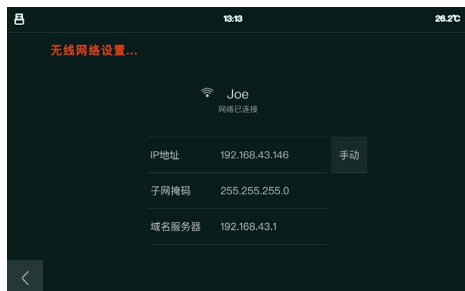 13:13 26.2℃
无线网络设置...
Joe
网络已连接
IP地址 192.168.43.146 手动
子网掩码 255.255.255.0
域名服务器 192.168.43.1